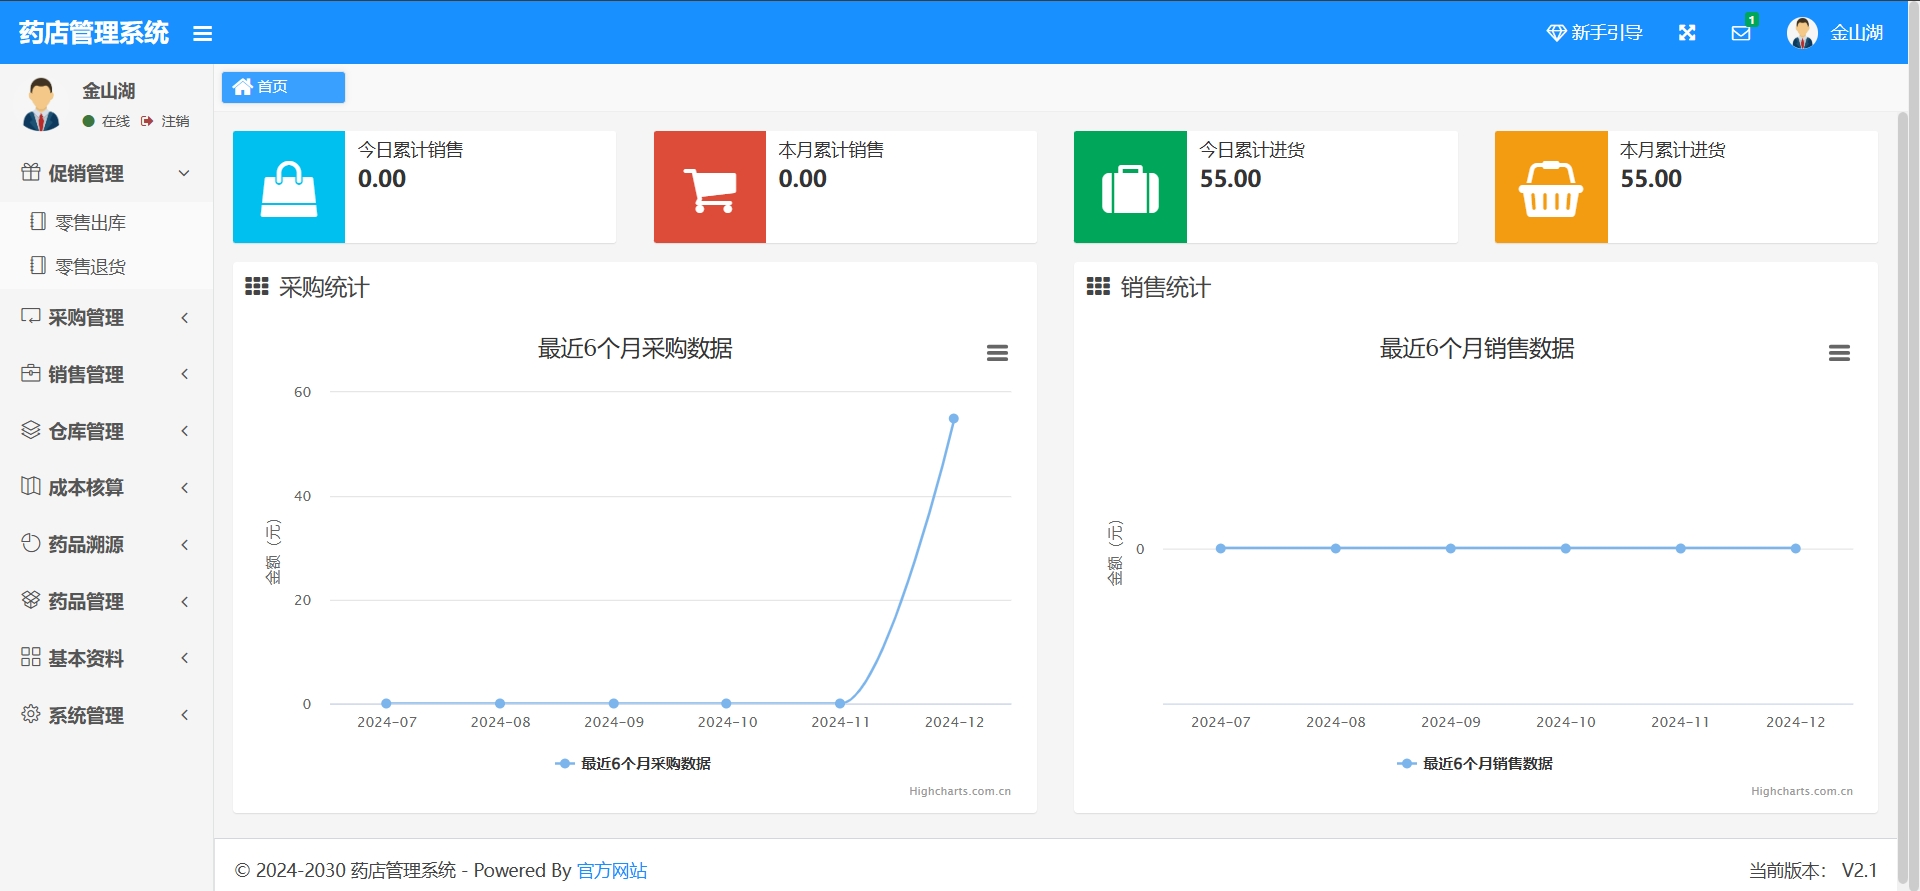 药店管理系统
新手引导
1
金山湖
金山湖
在线 注销
促销管理
零售出库
零售退货
采购管理
销售管理
仓库管理
成本核算
药品溯源
药品管理
基本资料
系统管理
首页
今日累计销售
0.00
本月累计销售
0.00
今日累计进货
55.00
本月累计进货
55.00
采购统计
最近6个月采购数据
金额（元）
60
40
20
0
2024-07 2024-08 2024-09 2024-10 2024-11 2024-12
最近6个月采购数据
Highcharts.com.cn
销售统计
最近6个月销售数据
金额（元）
0
2024-07 2024-08 2024-09 2024-10 2024-11 2024-12
最近6个月销售数据
Highcharts.com.cn
© 2024-2030 药店管理系统 - Powered By 官方网站
当前版本： V2.1